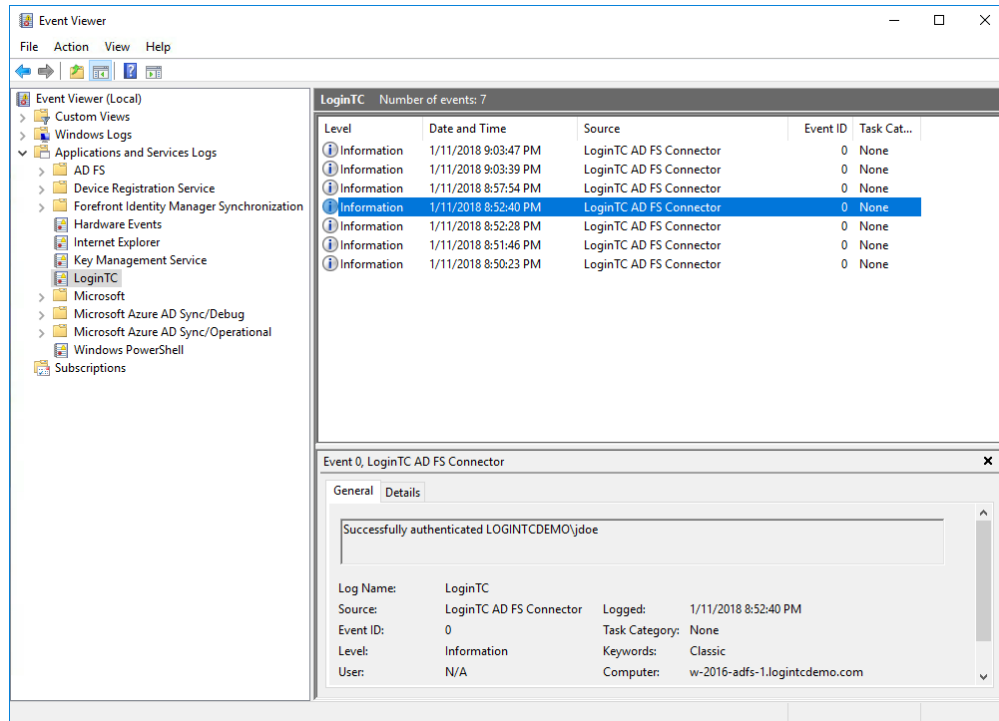 Event Viewer
File Action View Help
Event Viewer (Local)
Custom Views
Windows Logs
Applications and Services Logs
AD FS
Device Registration Service
Forefront Identity Manager Synchronization
Hardware Events
Internet Explorer
Key Management Service
LoginTC
Microsoft
Microsoft Azure AD Sync/Debug
Microsoft Azure AD Sync/Operational
Windows PowerShell
Subscriptions
LoginTC Number of events: 7
Level Date and Time Source Event ID Task Cat...
Information 1/11/2018 9:03:47 PM LoginTC AD FS Connector 0 None
Information 1/11/2018 9:03:39 PM LoginTC AD FS Connector 0 None
Information 1/11/2018 8:57:54 PM LoginTC AD FS Connector 0 None
Information 1/11/2018 8:52:40 PM LoginTC AD FS Connector 0 None
Information 1/11/2018 8:52:28 PM LoginTC AD FS Connector 0 None
Information 1/11/2018 8:51:46 PM LoginTC AD FS Connector 0 None
Information 1/11/2018 8:50:23 PM LoginTC AD FS Connector 0 None
Event 0, LoginTC AD FS Connector
General Details
Successfully authenticated LOGINTCDEMO\jdoe
Log Name: LoginTC
Source: LoginTC AD FS Connector Logged: 1/11/2018 8:52:40 PM
Event ID: 0 Task Category: None
Level: Information Keywords: Classic
User: N/A Computer: w-2016-adfs-1.logintcdemo.com